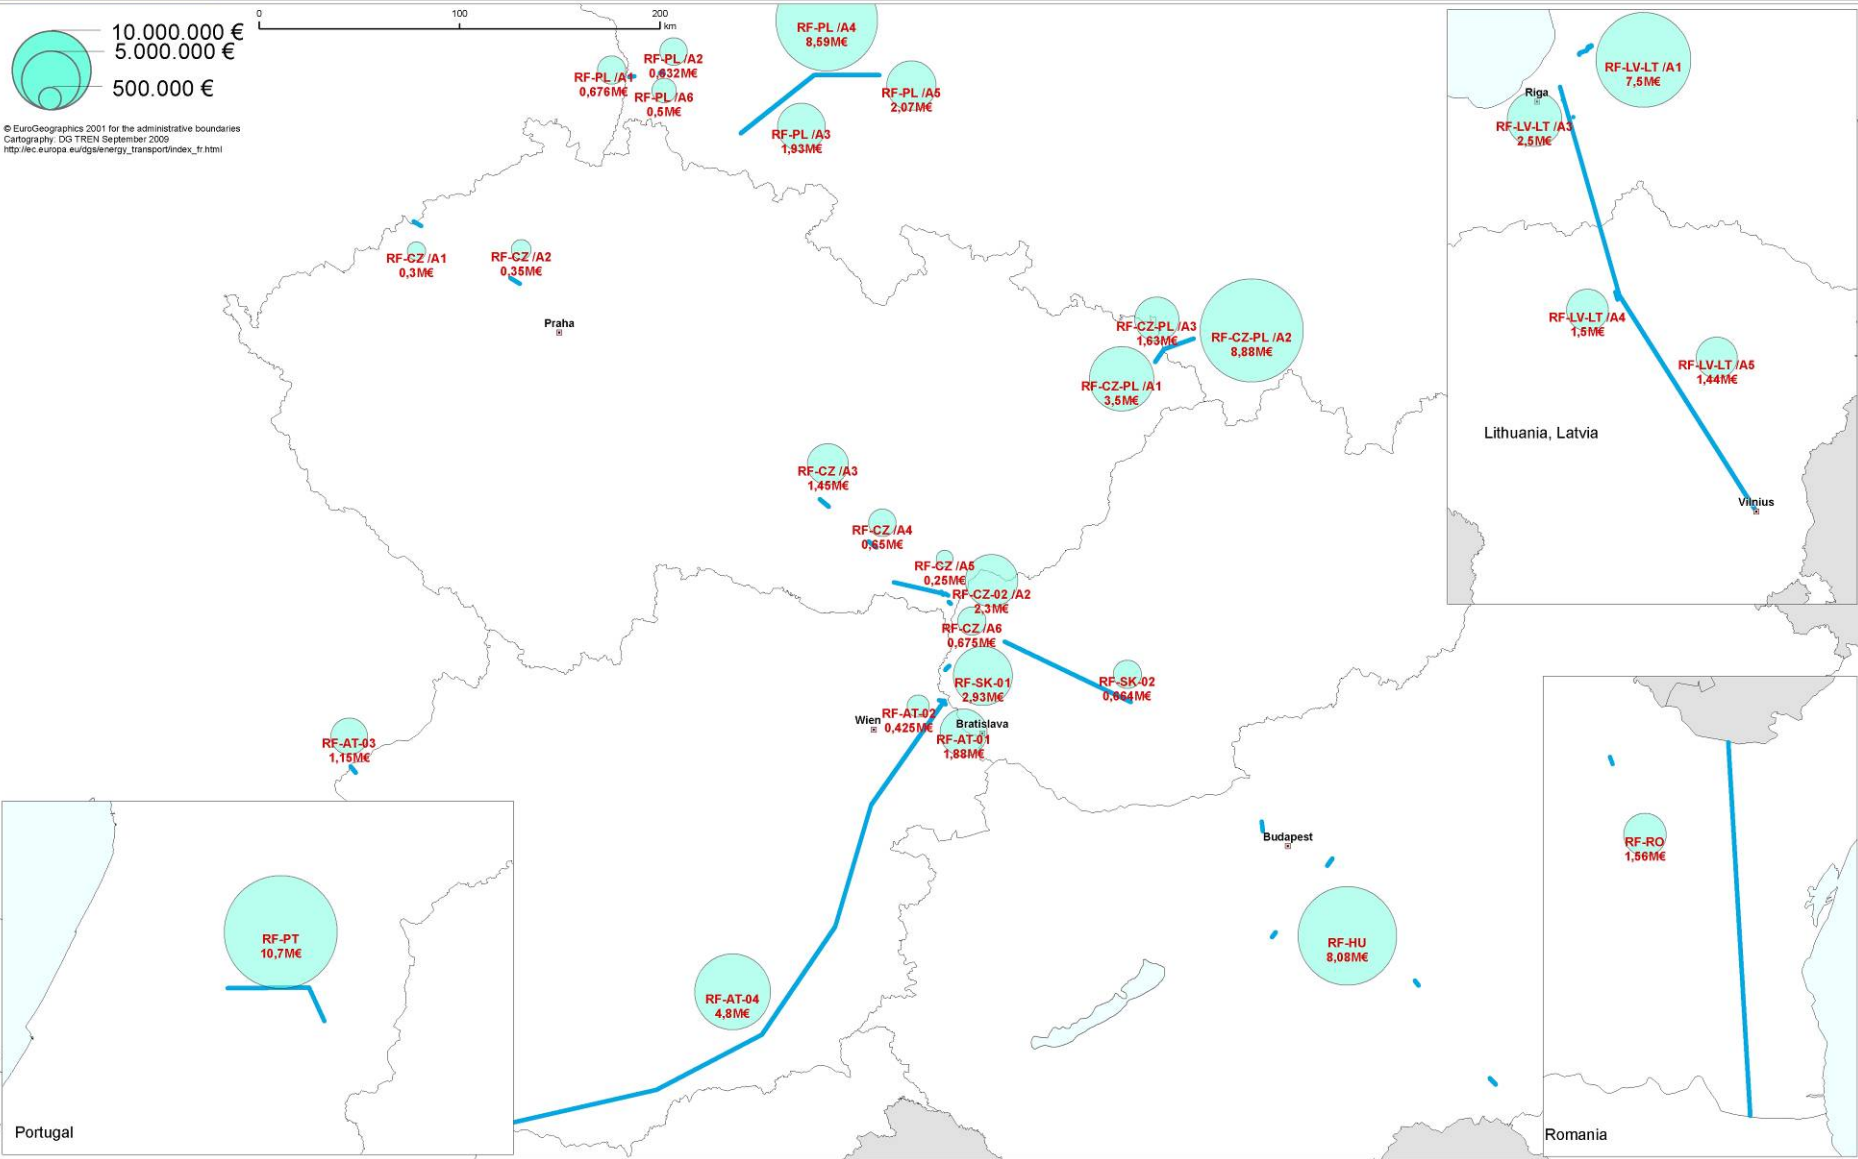 0
100
200
km
10.000.000 €
5.000.000 €
500.000 €
© EuroGeographics 2001 for the administrative boundaries
Cartography: DG TREN September 2009
http://ec.europa.eu/dgs/energy_transport/index_fr.html
RF-PL /A4
8,59M€
RF-PL /A2
0,632M€
RF-PL /A1
0,676M€
RF-PL /A6
0,5M€
RF-PL /A5
2,07M€
RF-PL /A3
1,93M€
RF-LV-LT /A1
7,5M€
Riga
RF-LV-LT /A3
2,5M€
RF-CZ /A1
0,3M€
RF-CZ /A2
0,35M€
Praha
RF-CZ-PL /A3
1,63M€
RF-CZ-PL /A2
8,88M€
RF-CZ-PL /A1
3,5M€
RF-LV-LT /A4
1,5M€
RF-LV-LT /A5
1,44M€
Lithuania, Latvia
Vilnius
RF-CZ /A3
1,45M€
RF-CZ /A4
0,65M€
RF-CZ /A5
0,25M€
RF-CZ-02 /A2
2,3M€
RF-CZ /A6
0,675M€
RF-SK-01
2,93M€
RF-SK-02
0,664M€
RF-AT-02
0,425M€
Wien
Bratislava
RF-AT-01
1,88M€
RF-AT-03
1,15M€
Budapest
RF-RO
1,56M€
RF-PT
10,7M€
RF-HU
8,08M€
RF-AT-04
4,8M€
Portugal
Romania